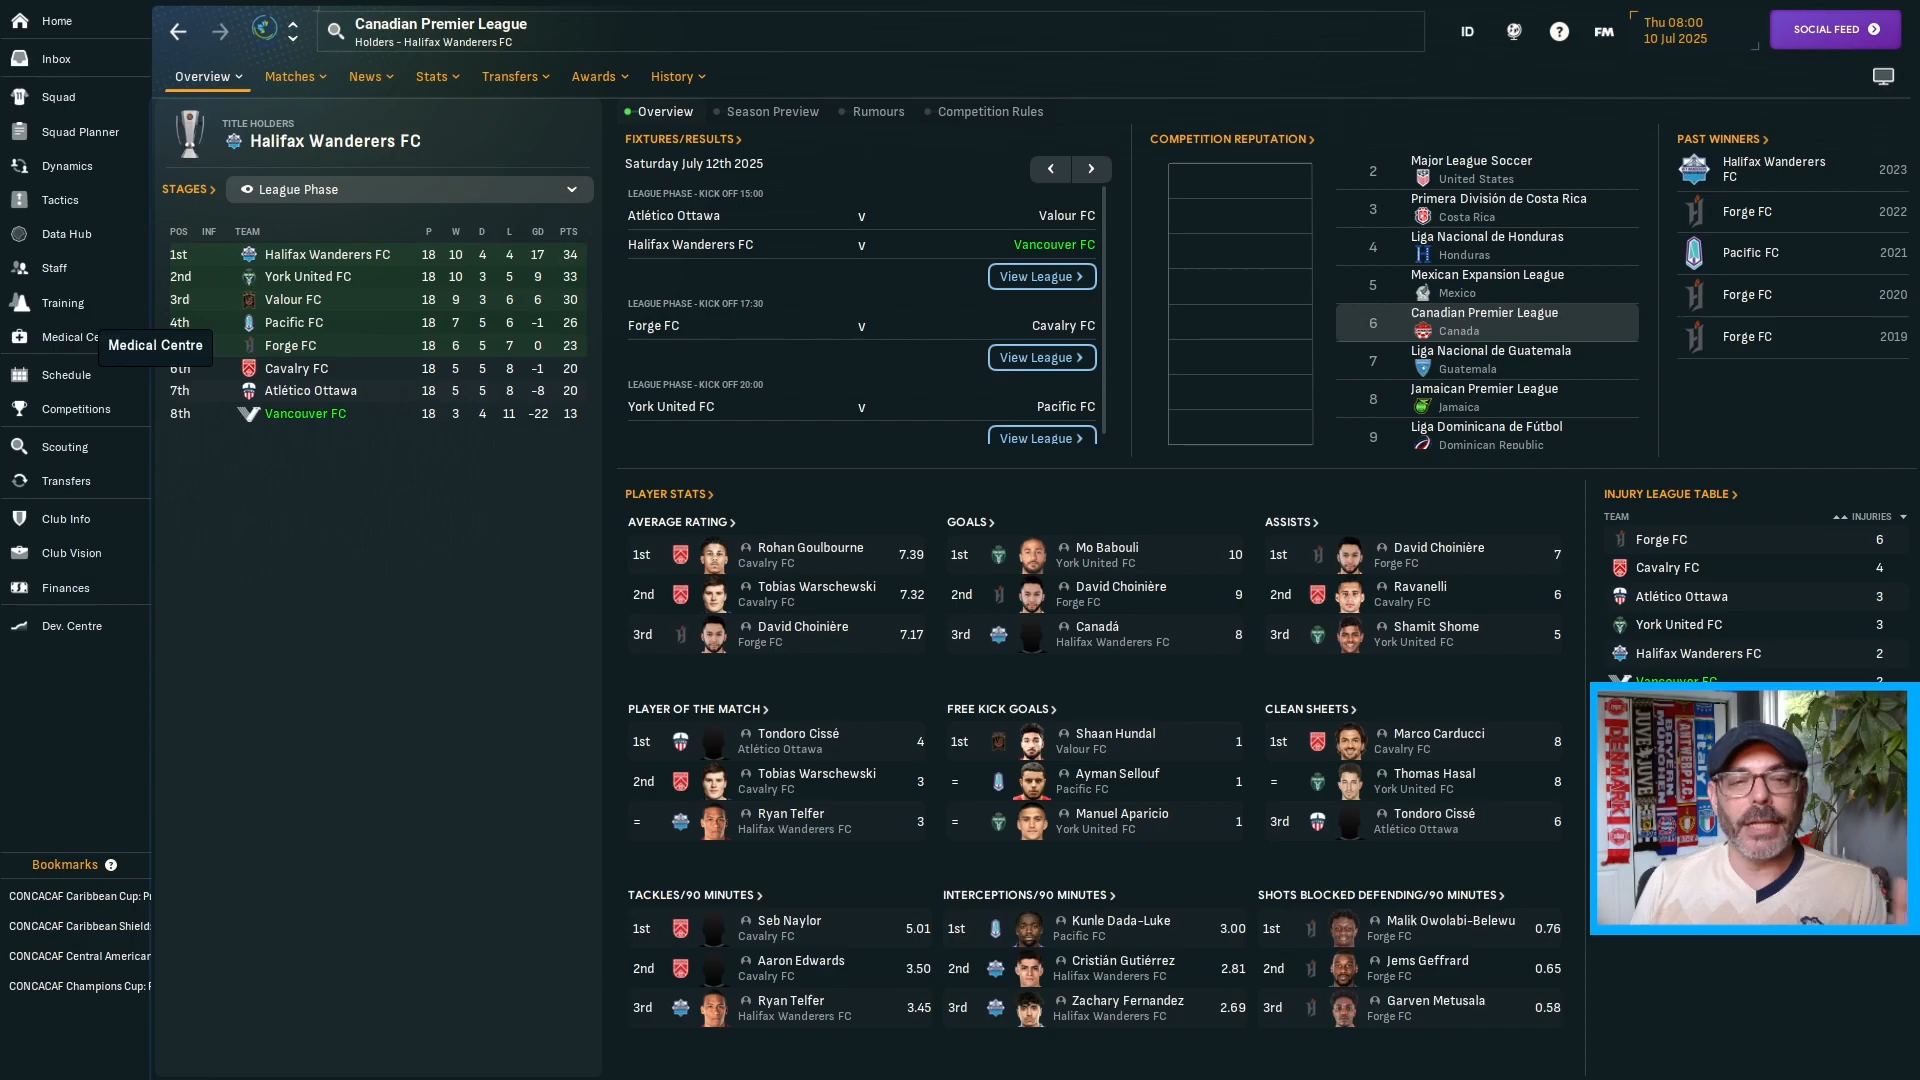 Home
Inbox
Squad
Squad Planner
Dynamics
Tactics
Data Hub
Staff
Training
Medical Ce
Medical Centre
Schedule
Competitions
Scouting
Transfers
Club Info
Club Vision
Finances
Dev. Centre
Bookmarks ?
CONCACAF Caribbean Cup: P
CONCACAF Caribbean Shield:
CONCACAF Central American
CONCACAF Champions Cup: F
Canadian Premier League
Holders - Halifax Wanderers FC
ID
?
FM
Thu 08:00
10 Jul 2025
SOCIAL FEED
Overview Matches News Stats Transfers Awards History
TITLE HOLDERS
Halifax Wanderers FC
STAGES > League Phase
POS INF TEAM P W D L GD PTS
1st Halifax Wanderers FC 18 10 4 4 17 34
2nd York United FC 18 10 3 5 9 33
3rd Valour FC 18 9 3 6 6 30
4th Pacific FC 18 7 5 6 -1 26
Forge FC 18 6 5 7 0 23
6th Cavalry FC 18 5 5 8 -1 20
7th Atlético Ottawa 18 5 5 8 -8 20
8th Vancouver FC 18 3 4 11 -22 13
Overview Season Preview Rumours Competition Rules
FIXTURES/RESULTS >
Saturday July 12th 2025
LEAGUE PHASE - KICK OFF 15:00
Atlético Ottawa v Valour FC
Halifax Wanderers FC v Vancouver FC
View League >
LEAGUE PHASE - KICK OFF 17:30
Forge FC v Cavalry FC
View League >
LEAGUE PHASE - KICK OFF 20:00
York United FC v Pacific FC
View League >
COMPETITION REPUTATION >
2 Major League Soccer
United States
3 Primera División de Costa Rica
Costa Rica
4 Liga Nacional de Honduras
Honduras
5 Mexican Expansion League
Mexico
6 Canadian Premier League
Canada
7 Liga Nacional de Guatemala
Guatemala
8 Jamaican Premier League
Jamaica
9 Liga Dominicana de Fútbol
Dominican Republic
PAST WINNERS >
Halifax Wanderers FC 2023
Forge FC 2022
Pacific FC 2021
Forge FC 2020
Forge FC 2019
PLAYER STATS >
AVERAGE RATING >
1st Rohan Goulbourne 7.39
Cavalry FC
2nd Tobias Warschewski 7.32
Cavalry FC
3rd David Choinière 7.17
Forge FC
GOALS >
1st Mo Babouli 10
York United FC
2nd David Choinière 9
Forge FC
3rd Canadá 8
Halifax Wanderers FC
ASSISTS >
1st David Choinière 7
Forge FC
2nd Ravanelli 6
Cavalry FC
3rd Shamit Shome 5
York United FC
PLAYER OF THE MATCH >
1st Tondoro Cissé 4
Atlético Ottawa
2nd Tobias Warschewski 3
Cavalry FC
= Ryan Telfer 3
Halifax Wanderers FC
FREE KICK GOALS >
1st Shaan Hundal 1
Valour FC
= Ayman Sellouf 1
Pacific FC
= Manuel Aparicio 1
York United FC
CLEAN SHEETS >
1st Marco Carducci 8
Cavalry FC
= Thomas Hasal 8
York United FC
3rd Tondoro Cissé 6
Atlético Ottawa
TACKLES/90 MINUTES >
1st Seb Naylor 5.01
Cavalry FC
2nd Aaron Edwards 3.50
Cavalry FC
3rd Ryan Telfer 3.45
Halifax Wanderers FC
INTERCEPTIONS/90 MINUTES >
1st Kunle Dada-Luke 3.00
Pacific FC
2nd Cristián Gutiérrez 2.81
Halifax Wanderers FC
3rd Zachary Fernandez 2.69
Halifax Wanderers FC
SHOTS BLOCKED DEFENDING/90 MINUTES >
1st Malik Owolabi-Belewu 0.76
Forge FC
2nd Jems Geffrard 0.65
Forge FC
3rd Garven Metusala 0.58
Forge FC
INJURY LEAGUE TABLE >
TEAM INJURIES
Forge FC 6
Cavalry FC 4
Atlético Ottawa 3
York United FC 3
Halifax Wanderers FC 2
Vancouver FC 2
DENMARK
JUVE
BAYERN MÜNCHEN
ANTWERP F.C.
Italy